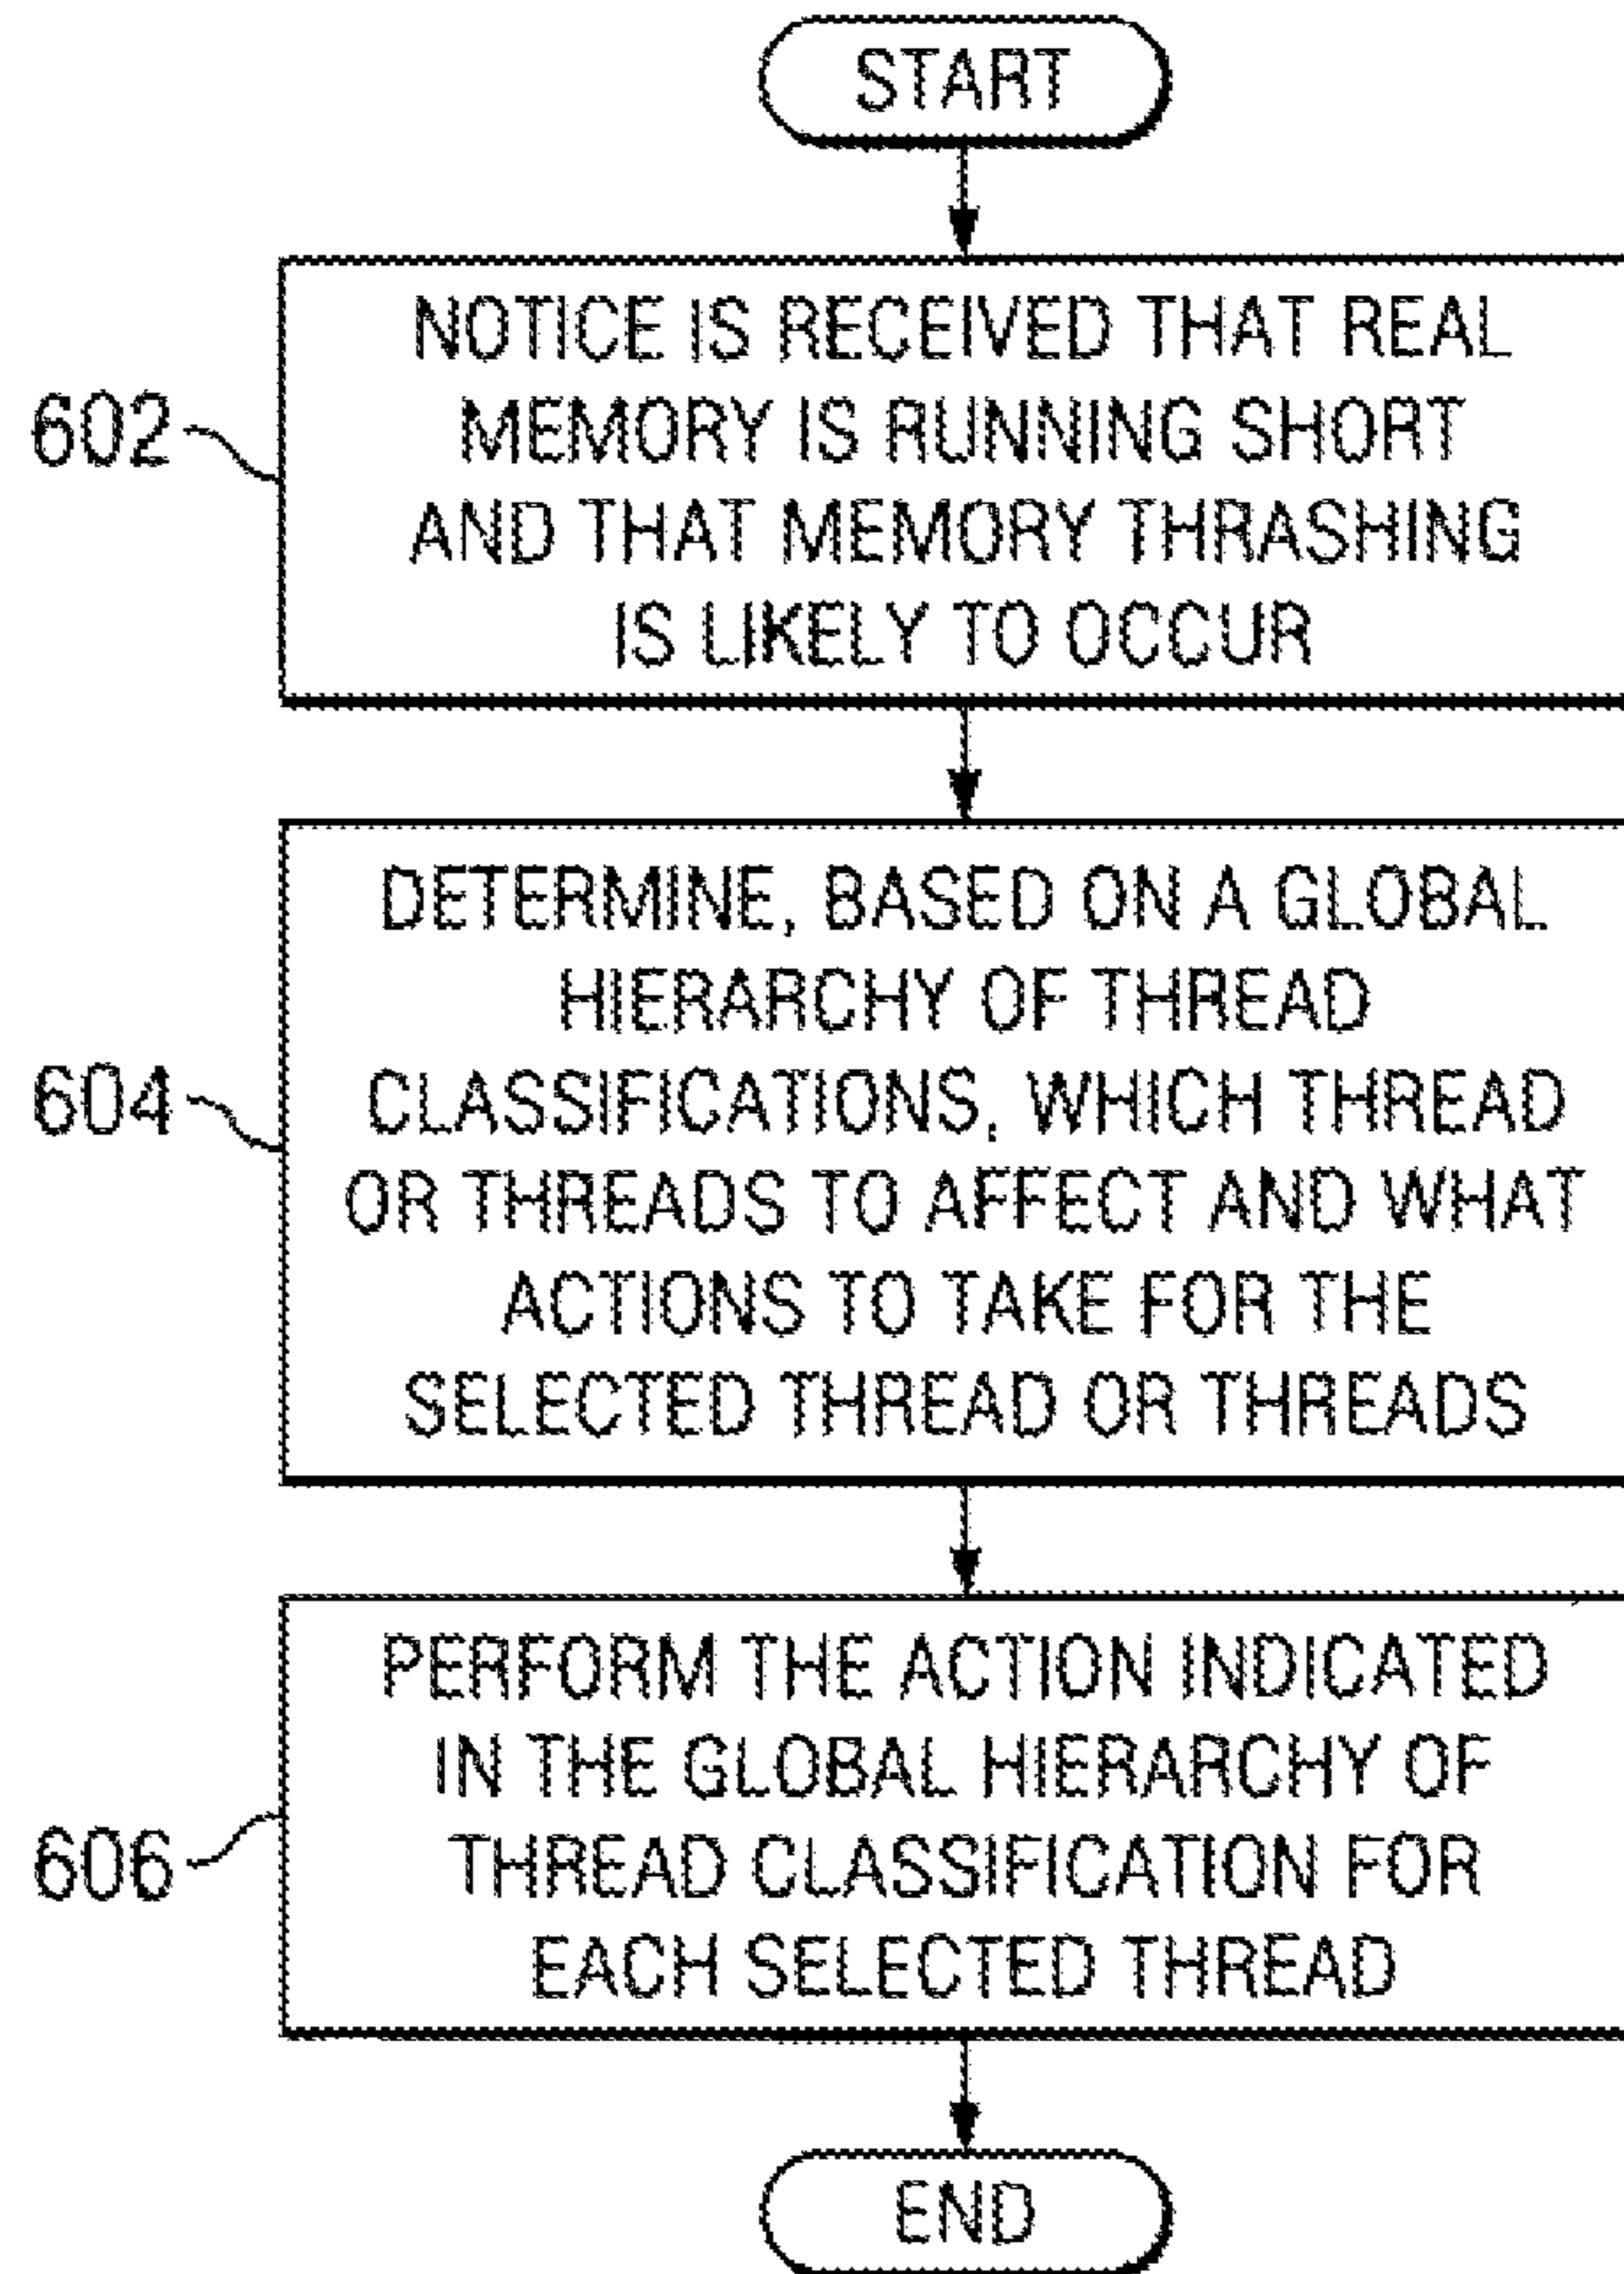 START
602
NOTICE IS RECEIVED THAT REAL
MEMORY IS RUNNING SHORT
AND THAT MEMORY THRASHING
IS LIKELY TO OCCUR
604
DETERMINE, BASED ON A GLOBAL
HIERARCHY OF THREAD
CLASSIFICATIONS, WHICH THREAD
OR THREADS TO AFFECT AND WHAT
ACTIONS TO TAKE FOR THE
SELECTED THREAD OR THREADS
606
PERFORM THE ACTION INDICATED
IN THE GLOBAL HIERARCHY OF
THREAD CLASSIFICATION FOR
EACH SELECTED THREAD
END